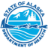 STATE OF ALASKA
DEPARTMENT OF HEALTH